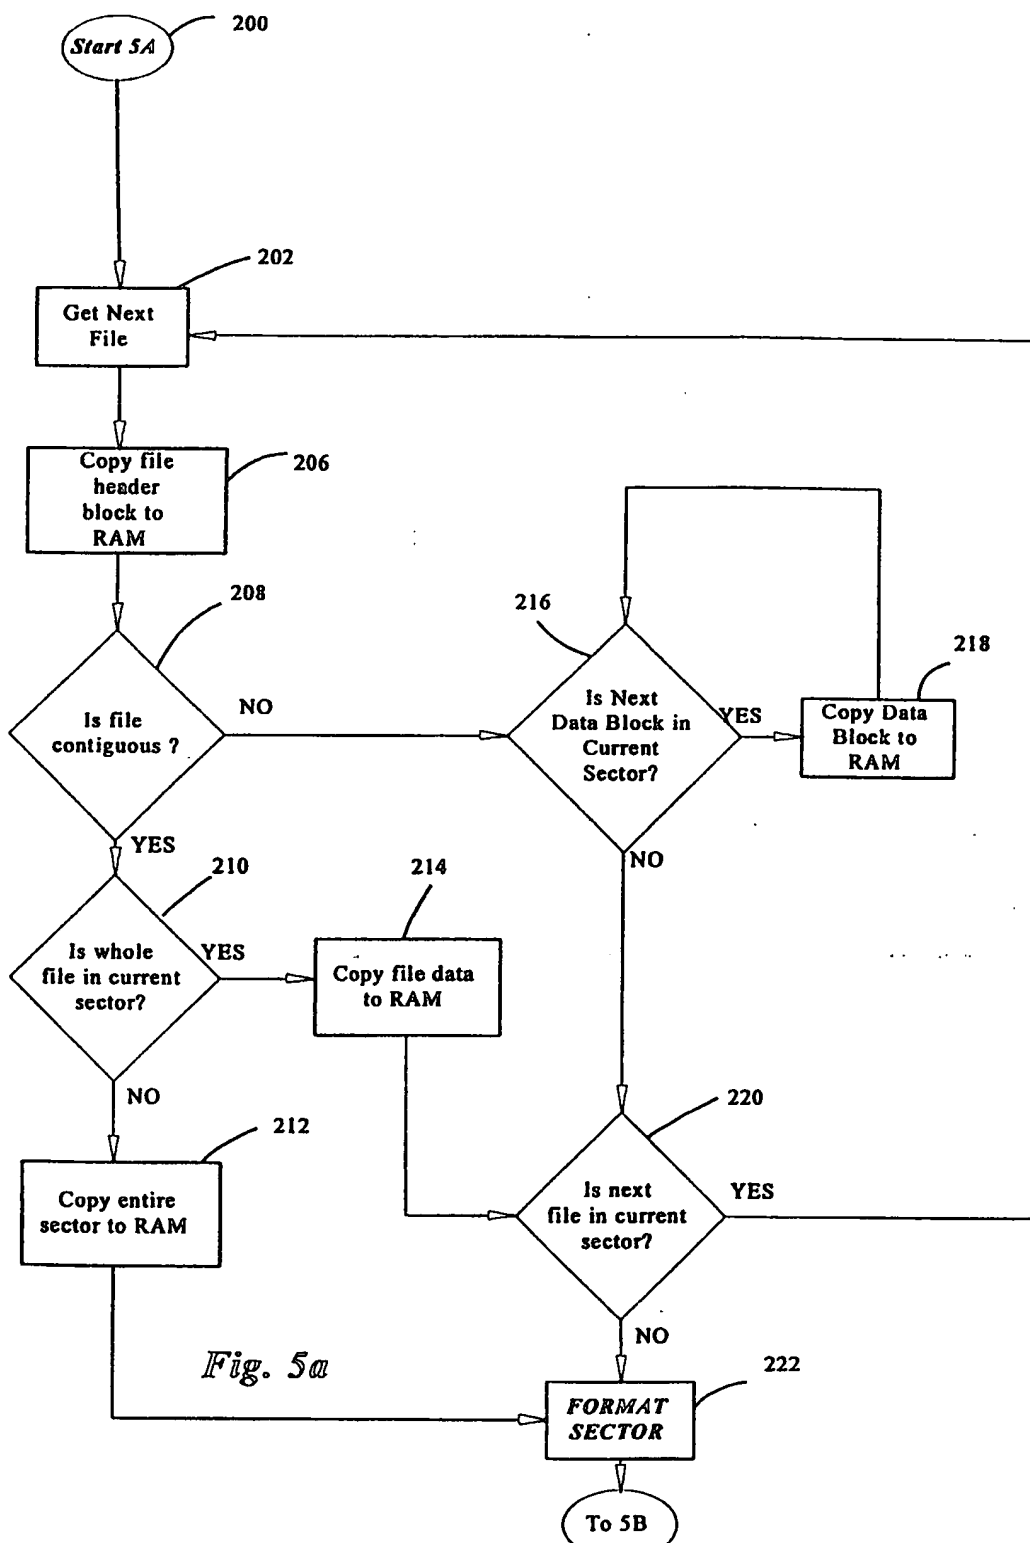 Start 5A
200
202
Get Next
File
Copy file
header
block to
RAM
206
208
Is file
contiguous ?
NO
YES
216
Is Next
Data Block in
Current
Sector?
YES
NO
218
Copy Data
Block to
RAM
210
Is whole
file in current
sector?
YES
NO
214
Copy file data
to RAM
212
Copy entire
sector to RAM
220
Is next
file in current
sector?
YES
NO
Fig. 5a
222
FORMAT
SECTOR
To 5B